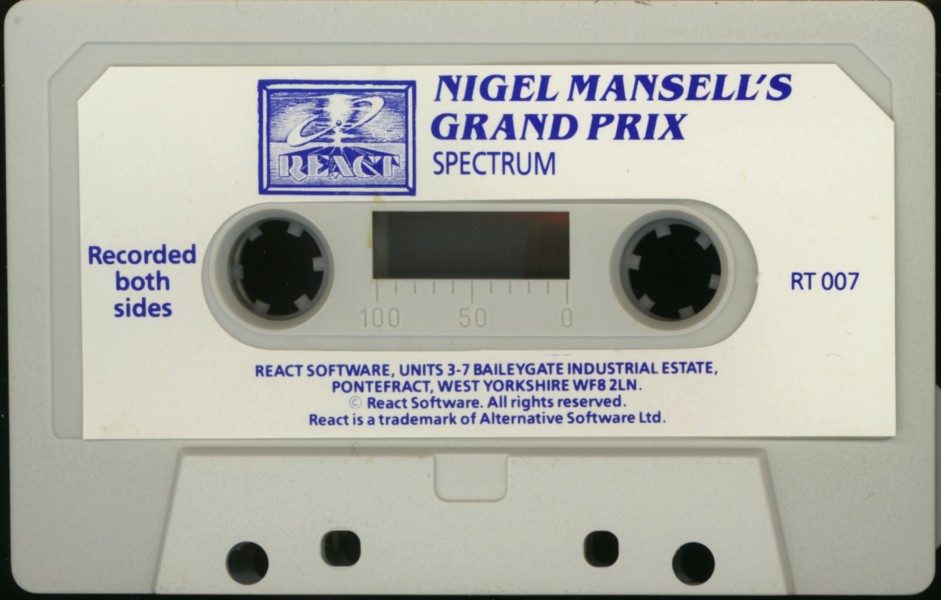 NIGEL MANSELL'S
GRAND PRIX
SPECTRUM
REACT
Recorded
both
sides
RT 007
100 50 0
REACT SOFTWARE, UNITS 3-7 BAILEYGATE INDUSTRIAL ESTATE,
PONTEFRACT, WEST YORKSHIRE WF8 2LN.
© React Software. All rights reserved.
React is a trademark of Alternative Software Ltd.